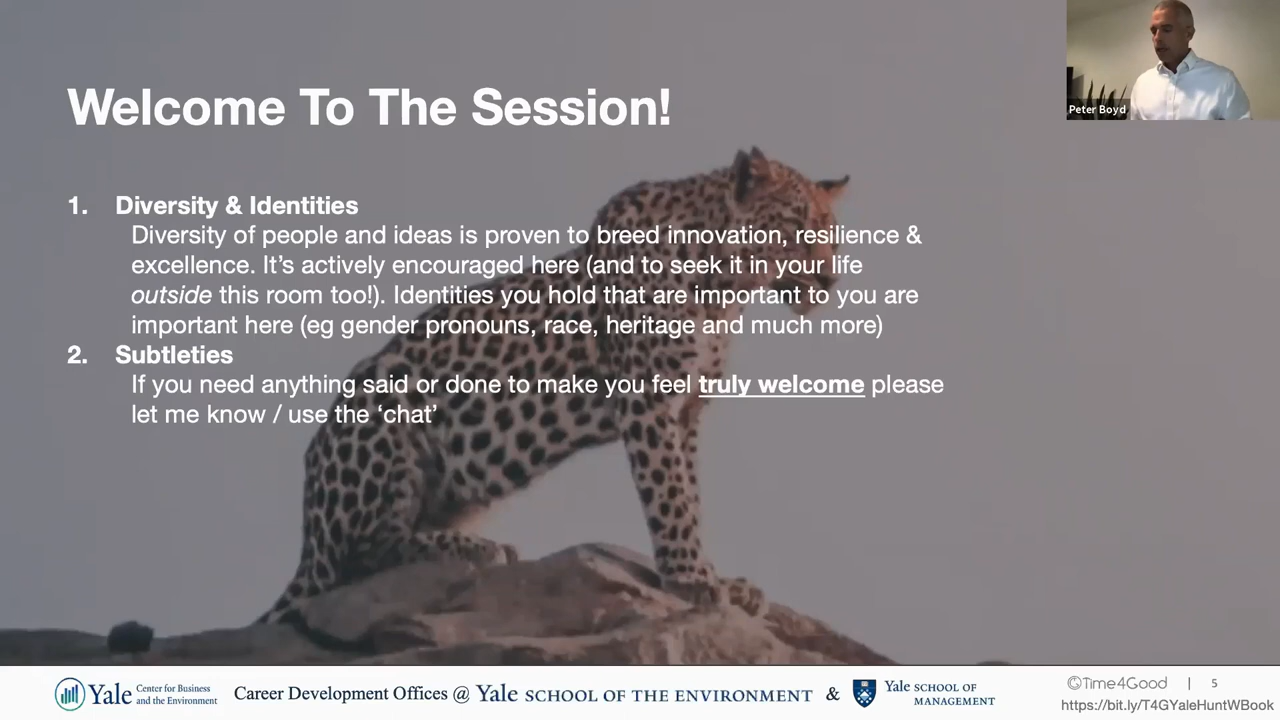 Welcome To The Session!
Peter Boyd
1. Diversity & Identities
Diversity of people and ideas is proven to breed innovation, resilience &
excellence. It’s actively encouraged here (and to seek it in your life
outside this room too!). Identities you hold that are important to you are
important here (eg gender pronouns, race, heritage and much more)
2. Subtleties
If you need anything said or done to make you feel truly welcome please
let me know / use the ‘chat’
Yale Center for Business
and the Environment
Career Development Offices @ Yale SCHOOL OF THE ENVIRONMENT &
Yale SCHOOL OF
MANAGEMENT
©Time4Good | 5
https://bit.ly/T4GYaleHuntWBook